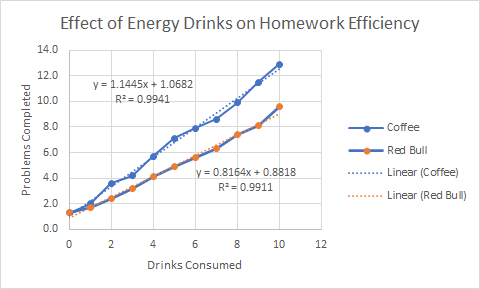 Effect of Energy Drinks on Homework Efficiency
14.0
12.0
10.0
8.0
6.0
4.0
2.0
0.0
Problems Completed
y = 1.1445x + 1.0682
R² = 0.9941
y = 0.8164x + 0.8818
R² = 0.9911
0 2 4 6 8 10 12
Drinks Consumed
Coffee
Red Bull
Linear (Coffee)
Linear (Red Bull)